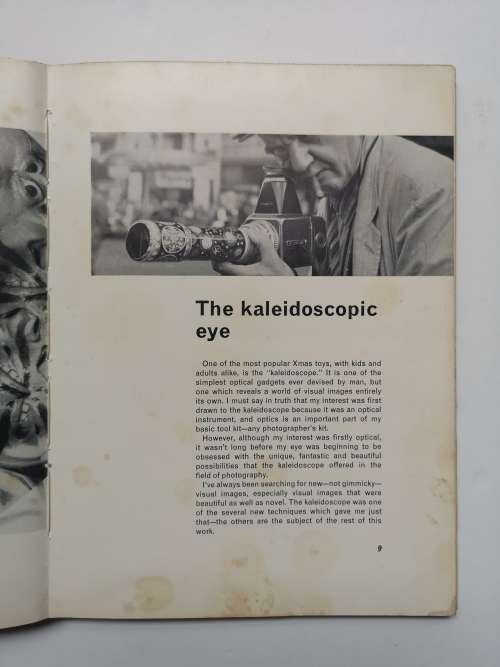 The kaleidoscopic
eye
One of the most popular Xmas toys, with kids and
adults alike, is the "kaleidoscope." It is one of the
simplest optical gadgets ever devised by man, but
one which reveals a world of visual images entirely
its own. I must say in truth that my interest was first
drawn to the kaleidoscope because it was an optical
instrument, and optics is an important part of my
basic tool kit—any photographer's kit.
However, although my interest was firstly optical,
it wasn't long before my eye was beginning to be
obsessed with the unique, fantastic and beautiful
possibilities that the kaleidoscope offered in the
field of photography.
I've always been searching for new—not gimmicky—
visual images, especially visual images that were
beautiful as well as novel. The kaleidoscope was one
of the several new techniques which gave me just
that—the others are the subject of the rest of this
work.
9